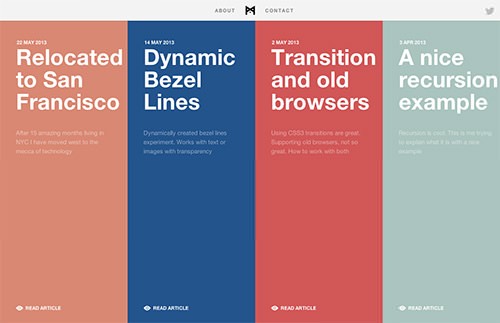 ABOUT
CONTACT
22 MAY 2013
Relocated
to San
Francisco
After 15 amazing months living in
NYC I have moved west to the
mecca of technology
READ ARTICLE
14 MAY 2013
Dynamic
Bezel
Lines
Dynamically created bezel lines
experiment. Works with text or
images with transparency
READ ARTICLE
2 MAY 2013
Transition
and old
browsers
Using CSS3 transitions are great.
Supporting old browsers, not so
great. How to work with both
READ ARTICLE
3 APR 2013
A nice
recursion
example
Recursion is cool. This is me trying
to explain what it is with a nice
example
READ ARTICLE